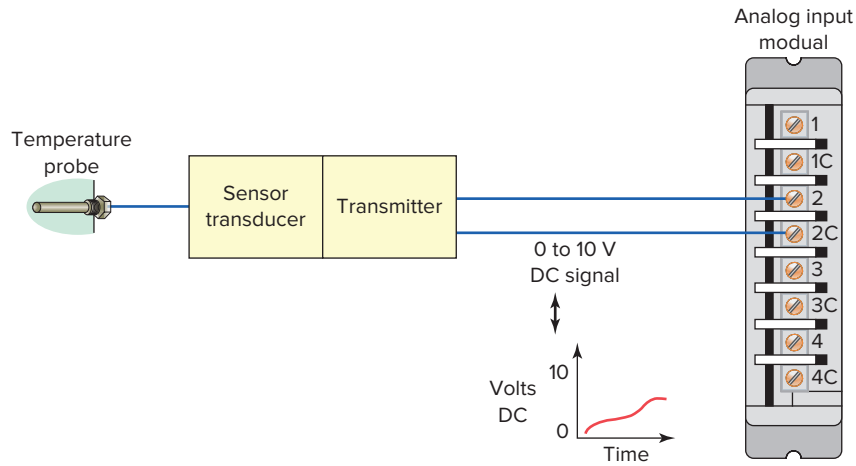 Analog input
modual
Temperature
probe
Sensor
transducer
Transmitter
0 to 10 V
DC signal
1
1C
2
2C
3
3C
4
4C
10
Volts
DC
0
Time